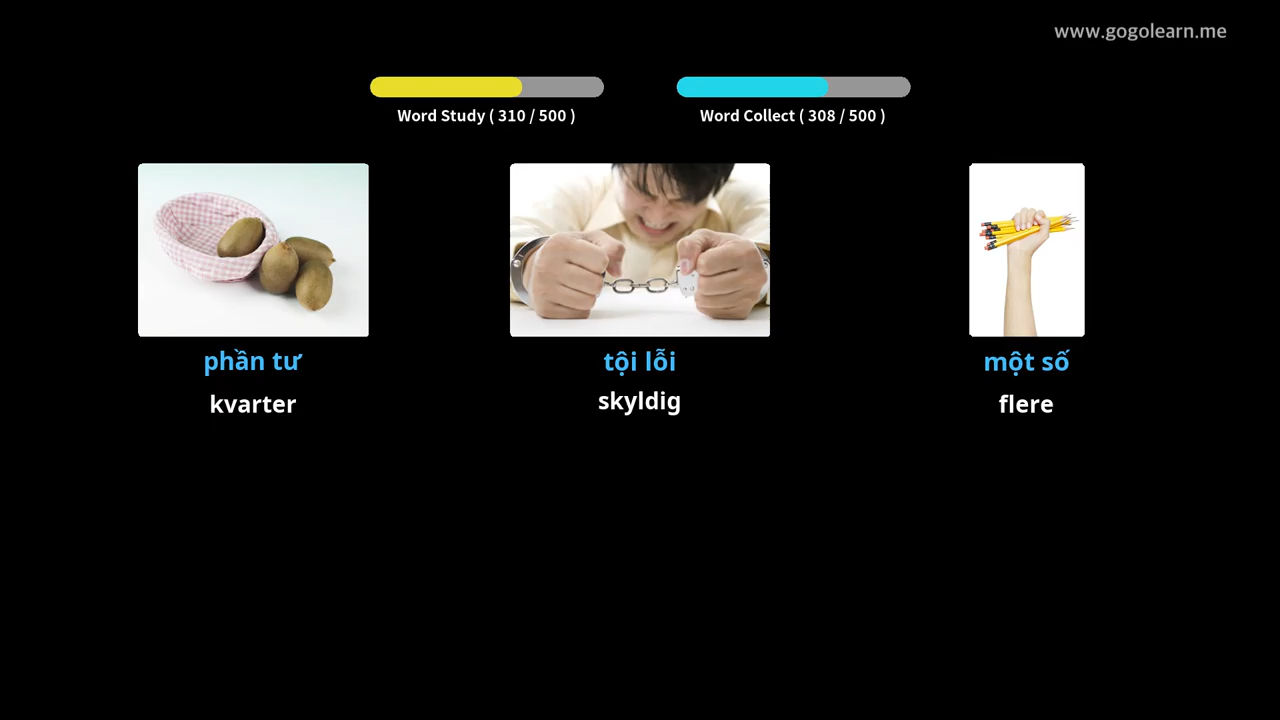 www.gogolearn.me
Word Study ( 310 / 500 )
Word Collect ( 308 / 500 )
phần tư
tội lỗi
một số
kvarter
skyldig
flere